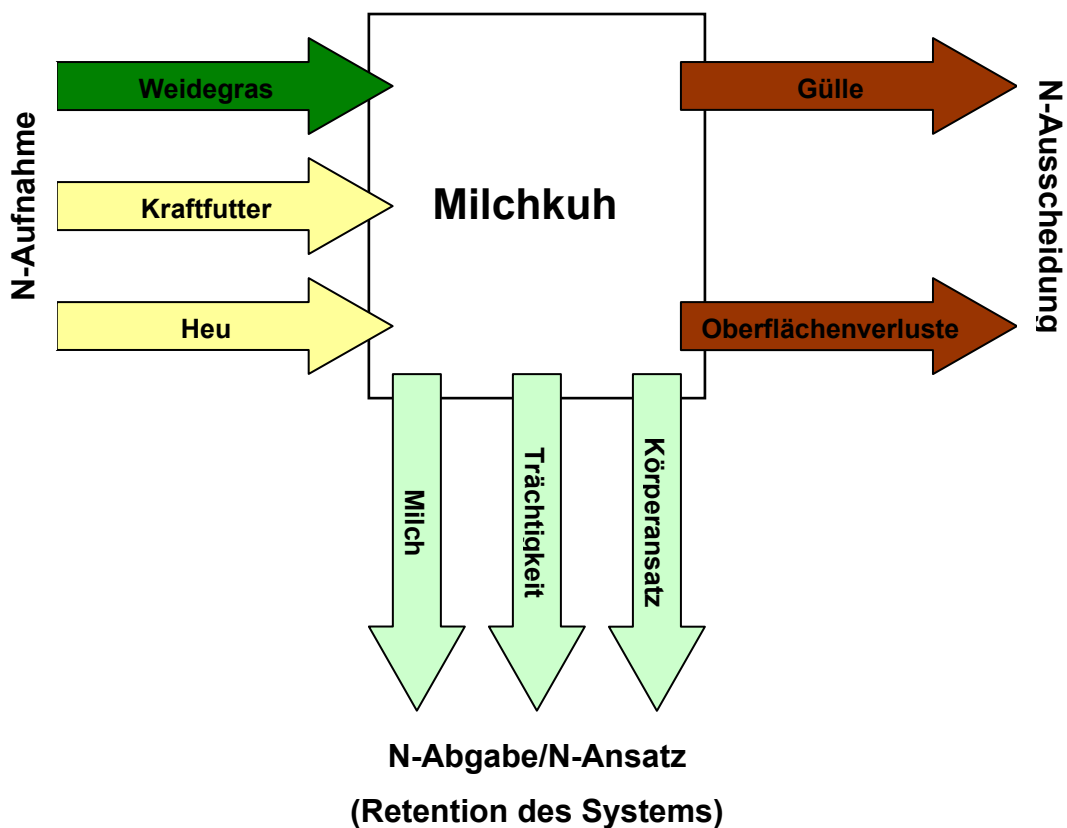 N-Aufnahme
Weidegras
Kraftfutter
Heu
Milchkuh
Gülle
Oberflächenverluste
N-Ausscheidung
Milch
Trächtigkeit
Körperansatz
N-Abgabe/N-Ansatz
(Retention des Systems)